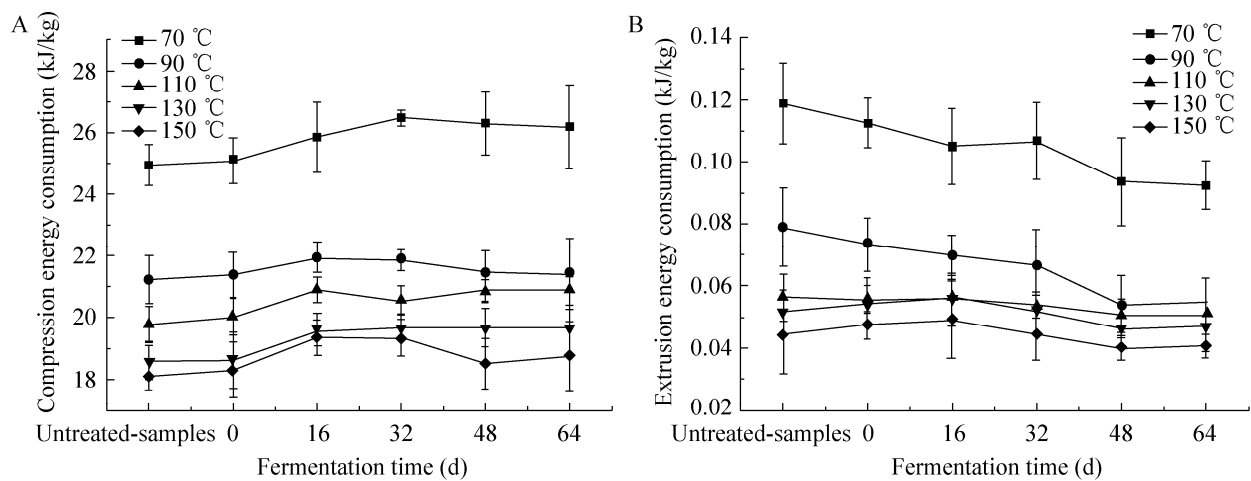 A
Compression energy consumption (kJ/kg)
28
26
24
22
20
18
70 ℃
90 ℃
110 ℃
130 ℃
150 ℃
Untreated-samples 0 16 32 48 64
Fermentation time (d)
B
Extrusion energy consumption (kJ/kg)
0.14
0.12
0.10
0.08
0.06
0.04
0.02
70 ℃
90 ℃
110 ℃
130 ℃
150 ℃
Untreated-samples 0 16 32 48 64
Fermentation time (d)